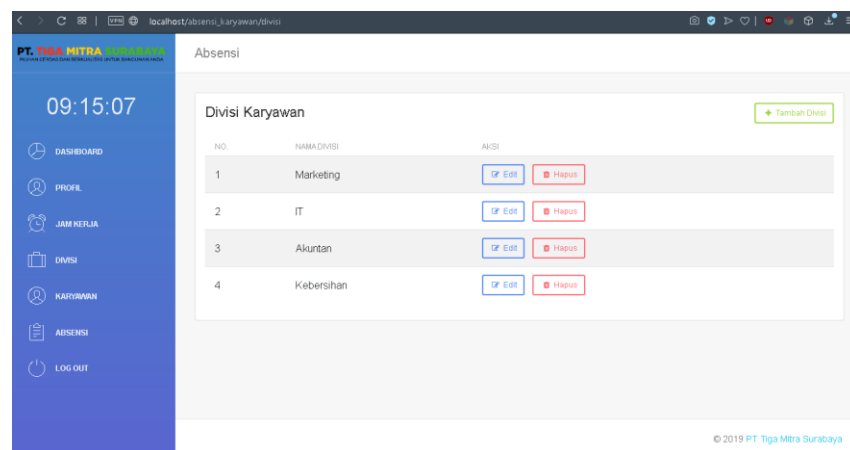 VPN localhost/absensi_karyawan/divisi
PT. TIGA MITRA SURABAYA
Absensi
09:15:07
DASHBOARD
PROFIL
JAM KERJA
DIVISI
KARYAWAN
ABSENSI
LOG OUT
Divisi Karyawan
Tambah Divisi
NO. NAMA DIVISI AKSI
1 Marketing Edit Hapus
2 IT Edit Hapus
3 Akuntan Edit Hapus
4 Kebersihan Edit Hapus
© 2019 PT. Tiga Mitra Surabaya